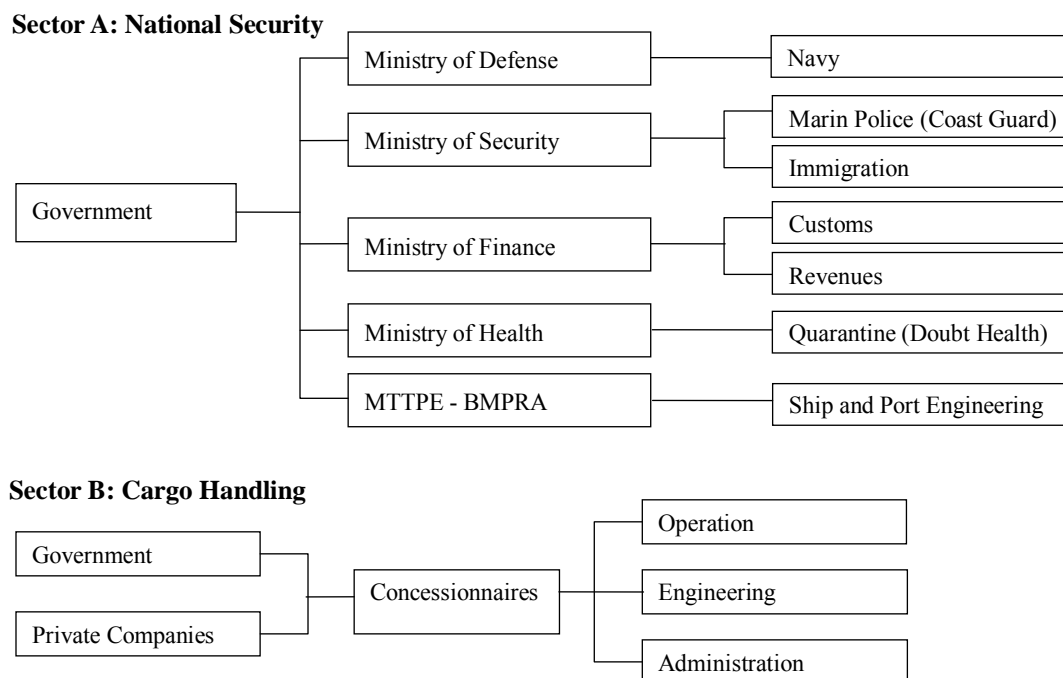 Sector A: National Security
Ministry of Defense
Navy
Ministry of Security
Marin Police (Coast Guard)
Immigration
Government
Ministry of Finance
Customs
Revenues
Ministry of Health
Quarantine (Doubt Health)
MTTPE - BMPRA
Ship and Port Engineering
Sector B: Cargo Handling
Government
Private Companies
Concessionnaires
Operation
Engineering
Administration